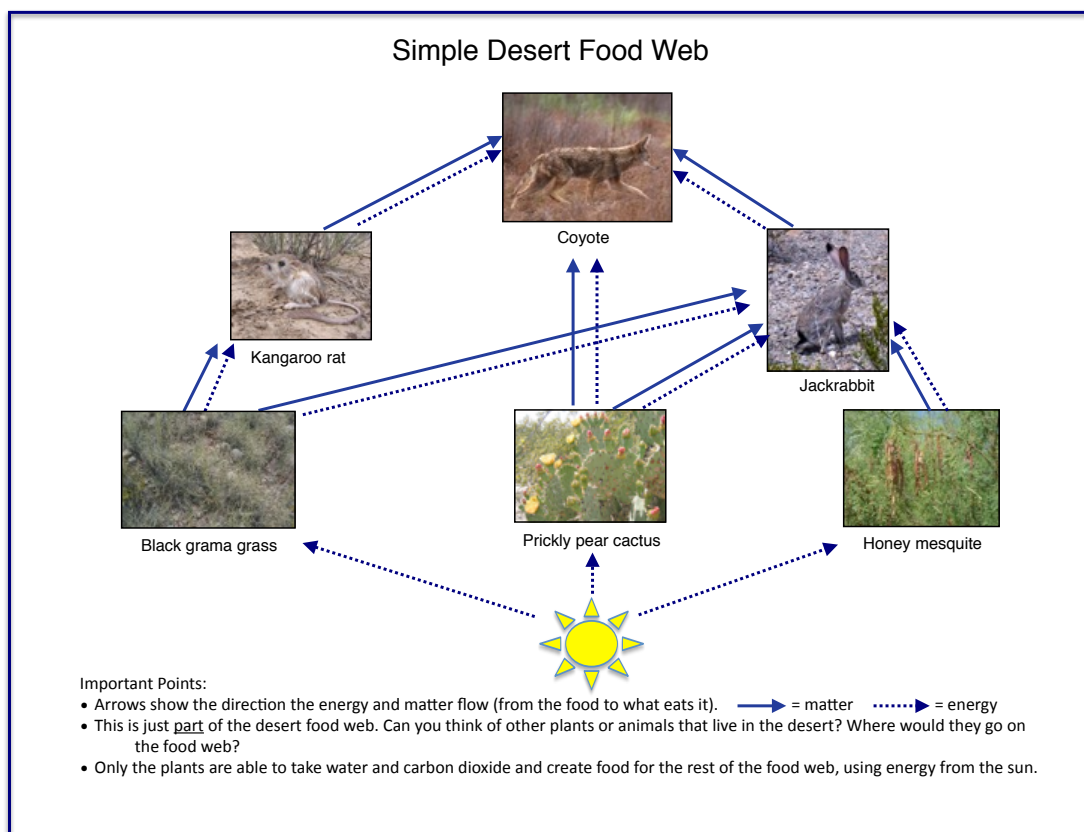 Simple Desert Food Web
Coyote
Kangaroo rat
Jackrabbit
Black grama grass
Prickly pear cactus
Honey mesquite
Important Points:
• Arrows show the direction the energy and matter flow (from the food to what eats it). = matter = energy
• This is just part of the desert food web. Can you think of other plants or animals that live in the desert? Where would they go on
the food web?
• Only the plants are able to take water and carbon dioxide and create food for the rest of the food web, using energy from the sun.